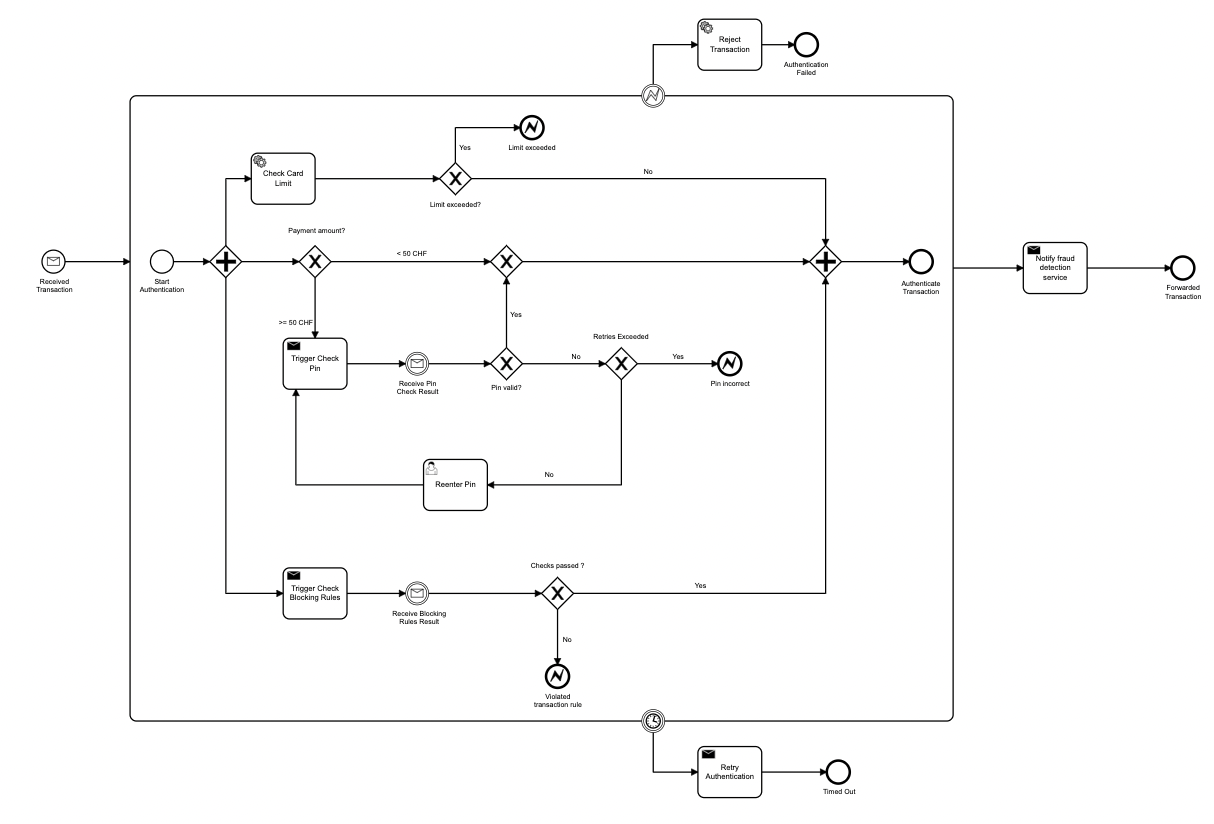 Reject
Transaction
Authentication
Failed
Yes
Limit exceeded
Check Card
Limit
No
Limit exceeded?
Payment amount?
< 50 CHF
Received
Transaction
Start
Authentication
Authenticate
Transaction
Notify fraud
detection
service
Forwarded
Transaction
>= 50 CHF
Yes
Retries Exceeded
Trigger Check
Pin
No
Yes
Receive Pin
Check Result
Pin valid?
Pin incorrect
No
Reenter Pin
Checks passed ?
Trigger Check
Blocking Rules
Yes
Receive Blocking
Rules Result
No
Violated
transaction rule
Retry
Authentication
Timed Out